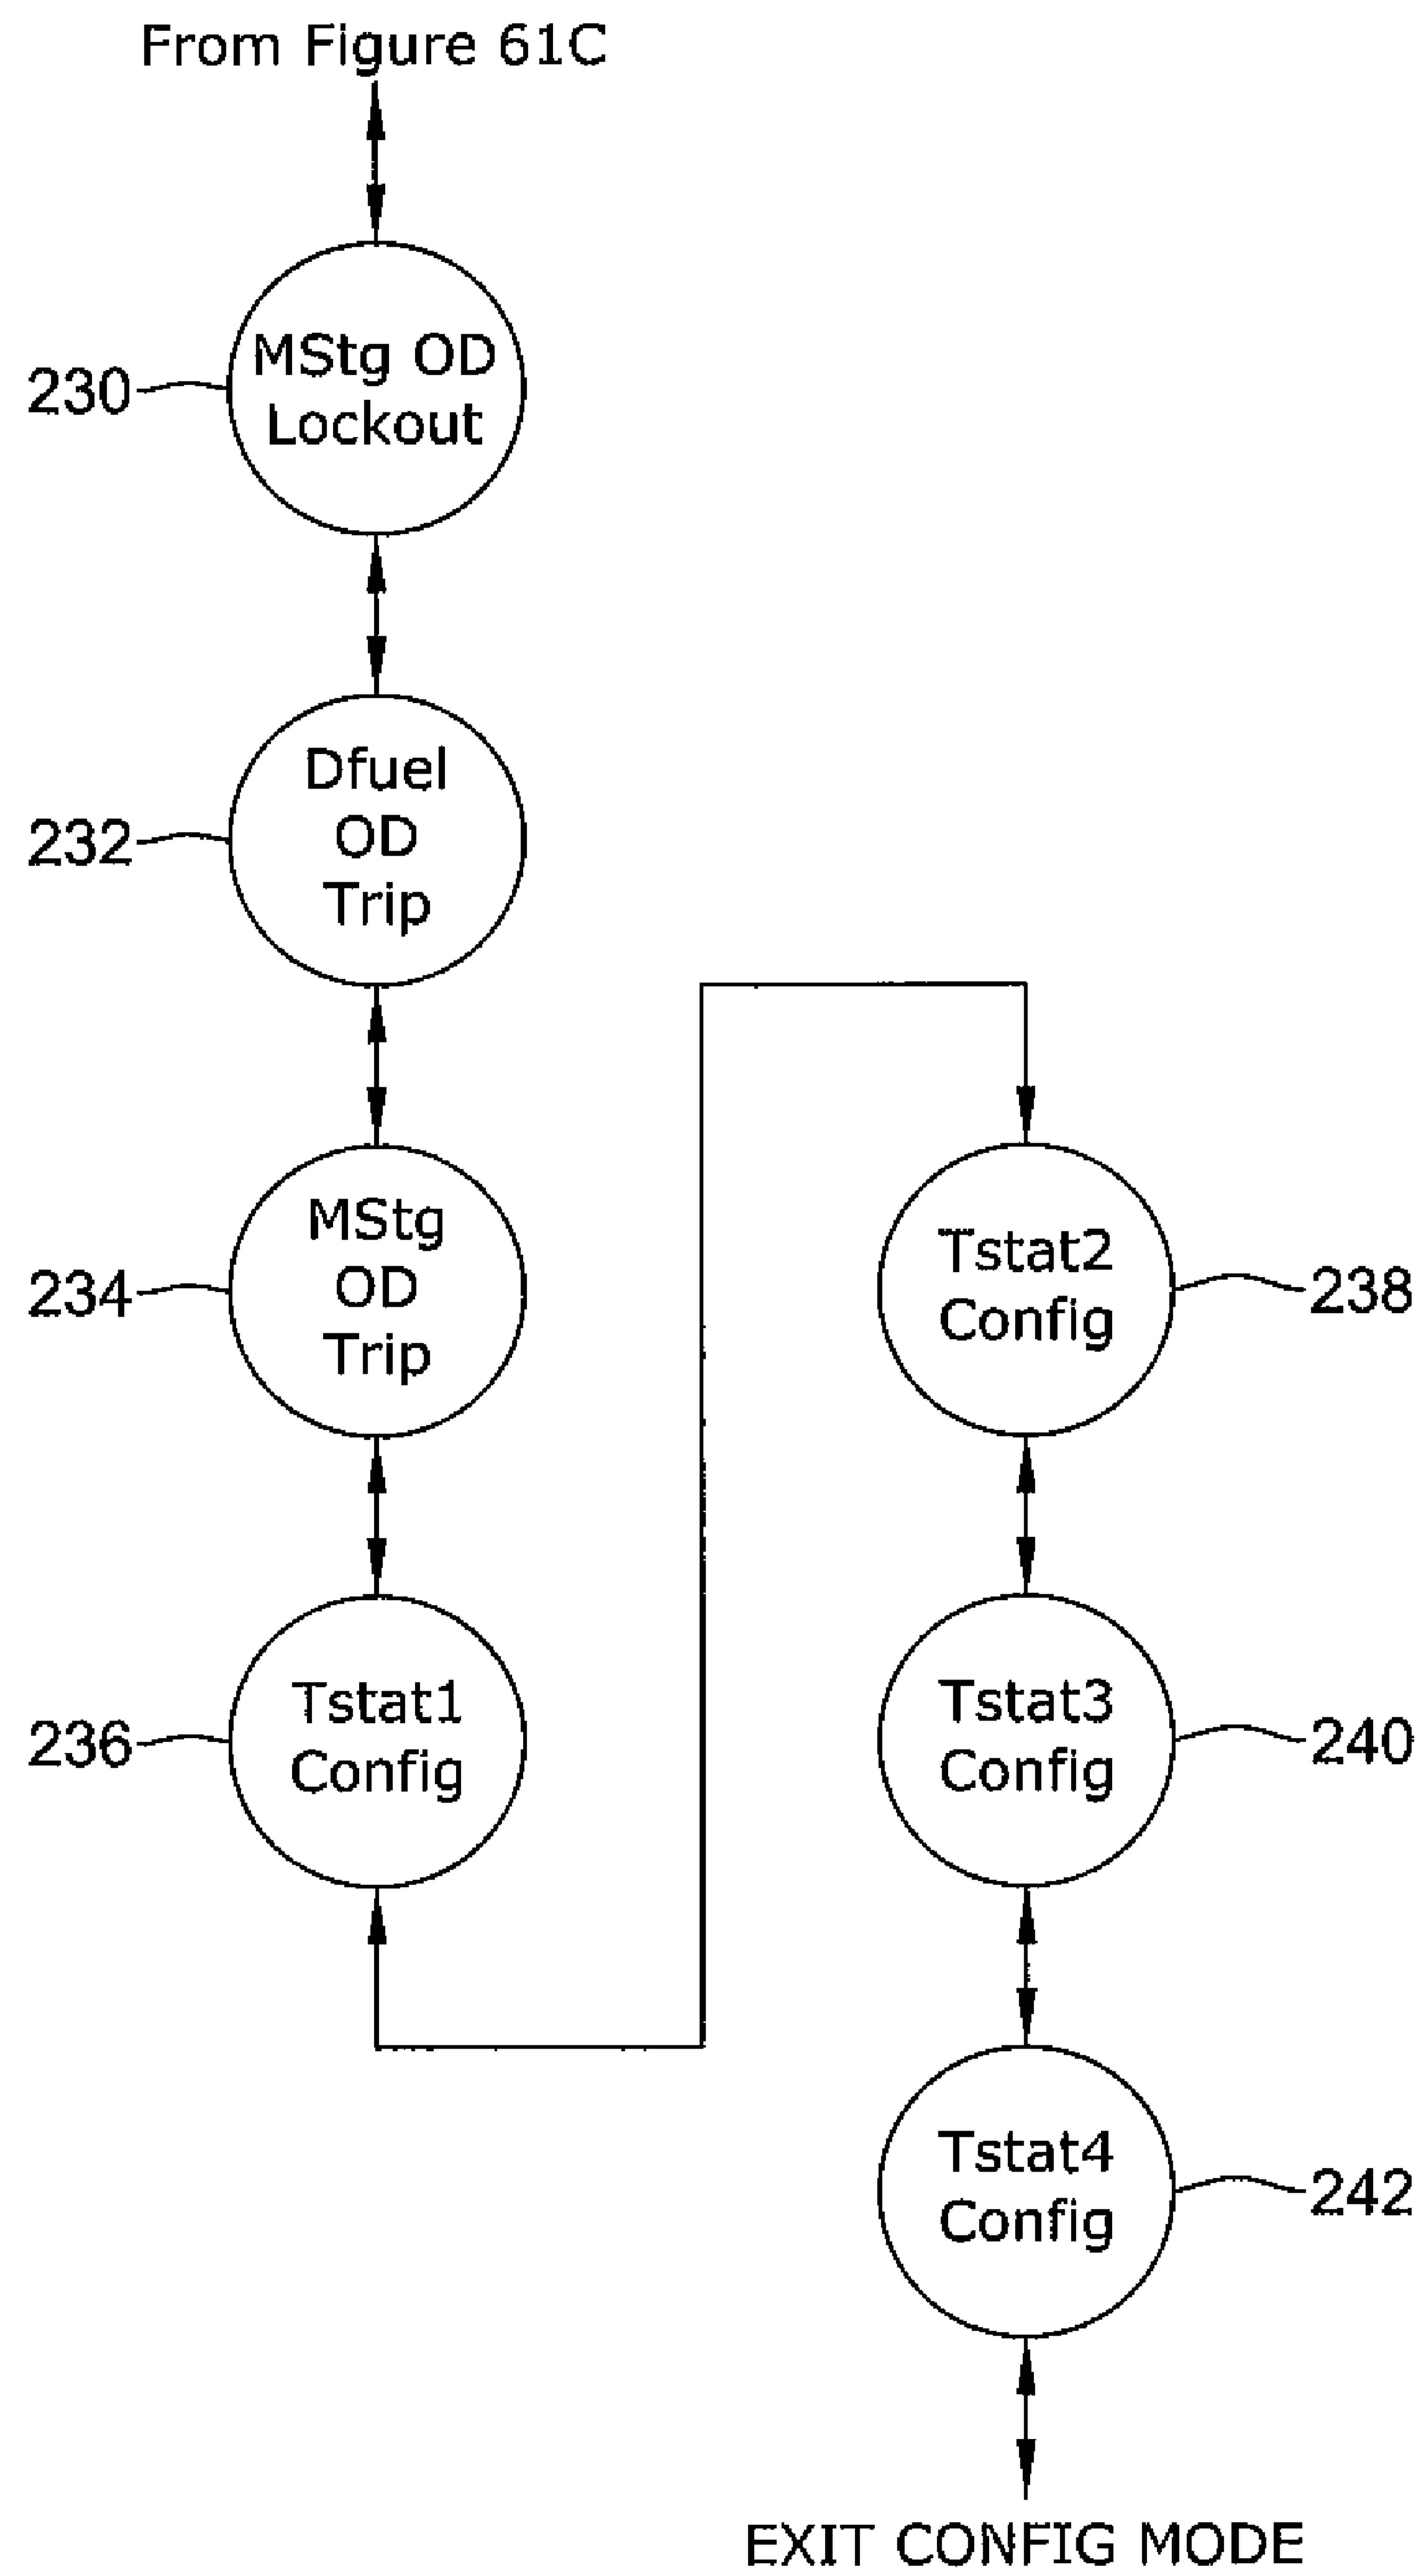 From Figure 61C
MStg OD
Lockout
230
Dfuel
OD
Trip
232
MStg
OD
Trip
234
Tstat1
Config
236
Tstat2
Config
238
Tstat3
Config
240
Tstat4
Config
242
EXIT CONFIG MODE